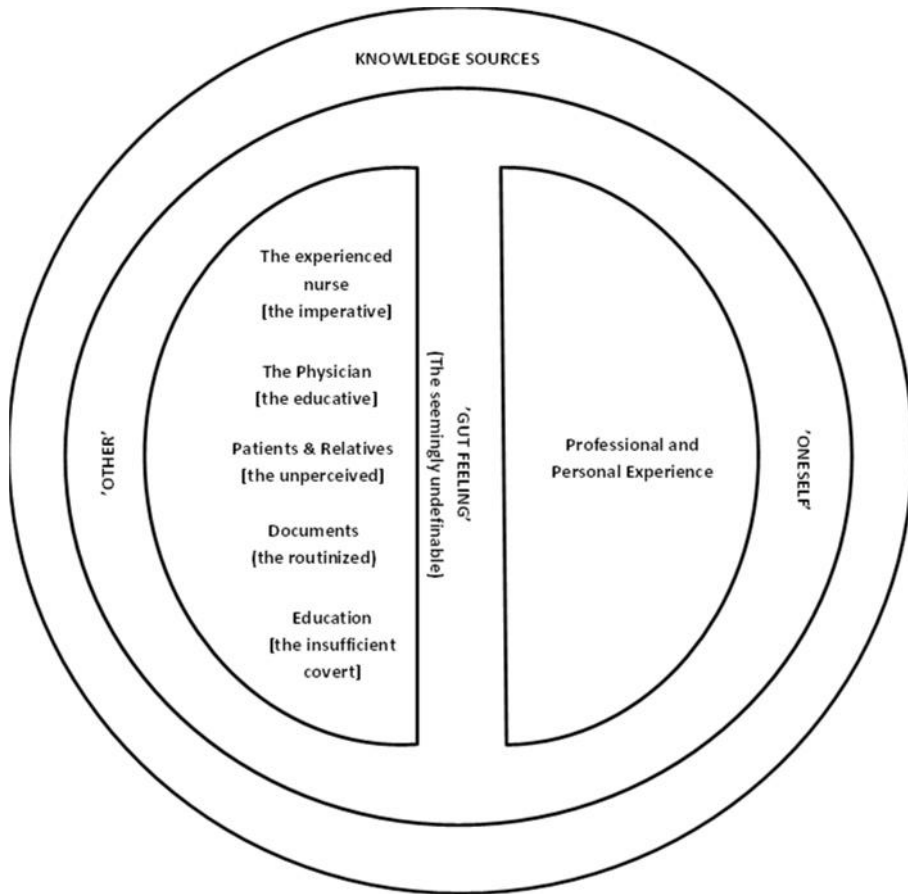 KNOWLEDGE SOURCES
'OTHER'
The experienced
nurse
[the imperative]
The Physician
[the educative]
Patients & Relatives
[the unperceived]
Documents
(the routinized)
Education
[the insufficient
covert]
'GUT FEELING'
(The seemingly undefinable)
Professional and
Personal Experience
'ONESELF'